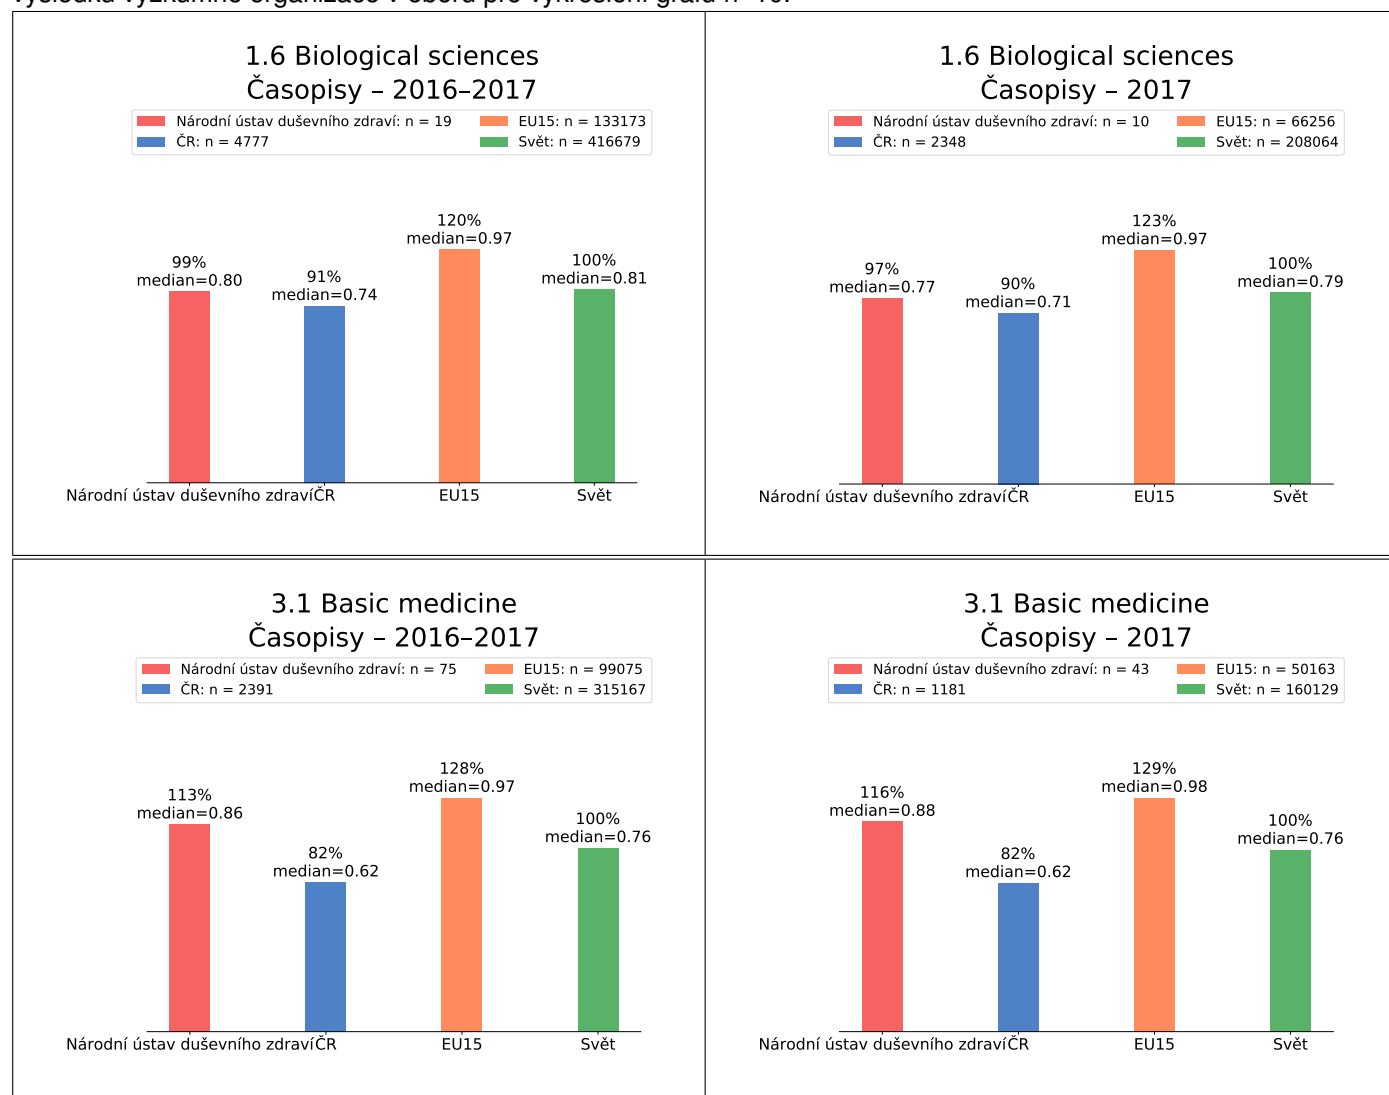 1.6 Biological sciences
Časopisy – 2016–2017
Národní ústav duševního zdraví: n = 19
EU15: n = 133173
ČR: n = 4777
Svět: n = 416679
120%
median=0.97
99%
median=0.80
91%
median=0.74
100%
median=0.81
Národní ústav duševního zdraví
ČR
EU15
Svět
1.6 Biological sciences
Časopisy – 2017
Národní ústav duševního zdraví: n = 10
EU15: n = 66256
ČR: n = 2348
Svět: n = 208064
123%
median=0.97
97%
median=0.77
90%
median=0.71
100%
median=0.79
Národní ústav duševního zdraví
ČR
EU15
Svět
3.1 Basic medicine
Časopisy – 2016–2017
Národní ústav duševního zdraví: n = 75
EU15: n = 99075
ČR: n = 2391
Svět: n = 315167
128%
median=0.97
113%
median=0.86
82%
median=0.62
100%
median=0.76
Národní ústav duševního zdraví
ČR
EU15
Svět
3.1 Basic medicine
Časopisy – 2017
Národní ústav duševního zdraví: n = 43
EU15: n = 50163
ČR: n = 1181
Svět: n = 160129
129%
median=0.98
116%
median=0.88
82%
median=0.62
100%
median=0.76
Národní ústav duševního zdraví
ČR
EU15
Svět